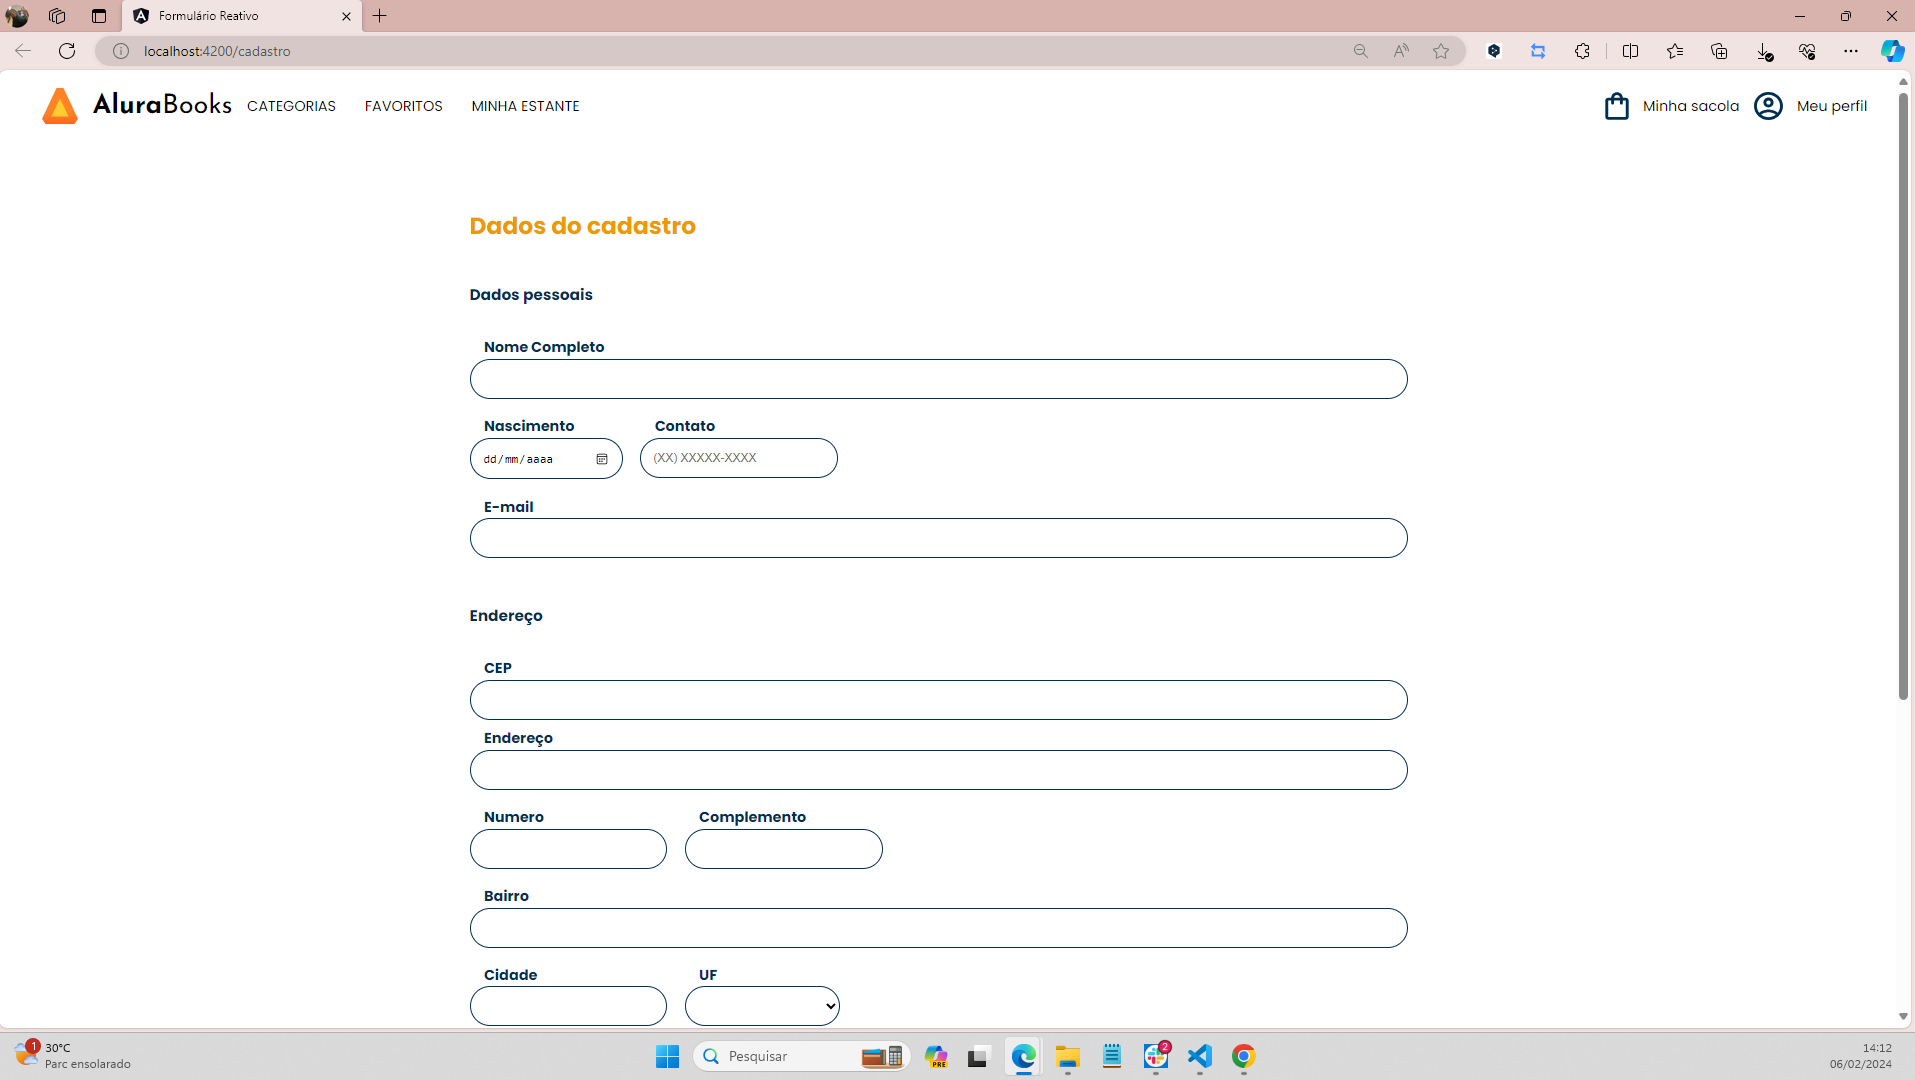 Formulário Reativo
localhost:4200/cadastro
AluraBooks CATEGORIAS FAVORITOS MINHA ESTANTE Minha sacola Meu perfil
Dados do cadastro
Dados pessoais
Nome Completo
Nascimento Contato
dd/mm/aaaa (XX) XXXXX-XXXX
E-mail
Endereço
CEP
Endereço
Numero Complemento
Bairro
Cidade UF
1 30°C
Parc ensolarado
Pesquisar
PRE
2
14:12
06/02/2024